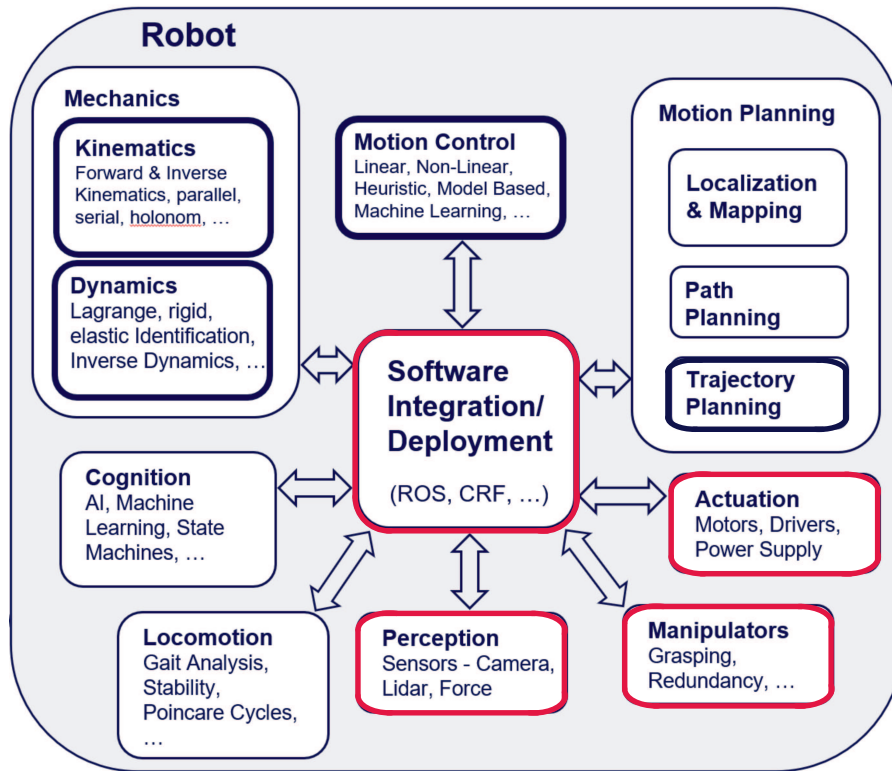 Robot
Mechanics
Kinematics
Forward & Inverse
Kinematics, parallel,
serial, holonom, …
Dynamics
Lagrange, rigid,
elastic Identification,
Inverse Dynamics, …
Motion Control
Linear, Non-Linear,
Heuristic, Model Based,
Machine Learning, …
Motion Planning
Localization
& Mapping
Path
Planning
Trajectory
Planning
Software
Integration/
Deployment
(ROS, CRF, …)
Cognition
AI, Machine
Learning, State
Machines, …
Actuation
Motors, Drivers,
Power Supply
Locomotion
Gait Analysis,
Stability,
Poincare Cycles,
…
Perception
Sensors - Camera,
Lidar, Force
Manipulators
Grasping,
Redundancy, …